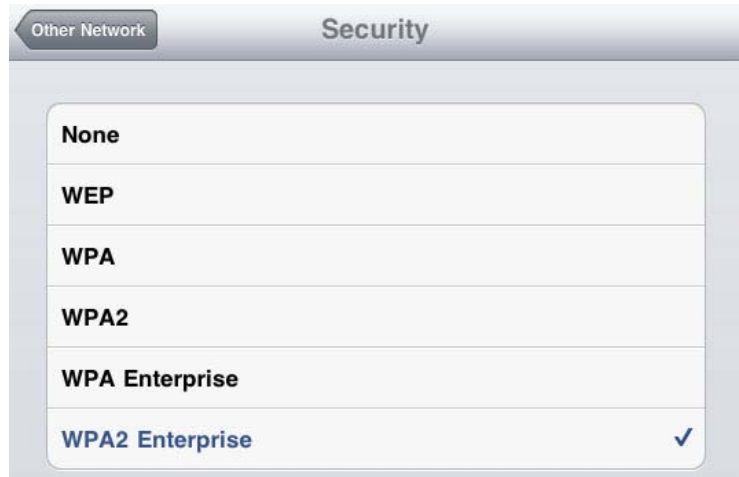 Other Network
Security
None
WEP
WPA
WPA2
WPA Enterprise
WPA2 Enterprise